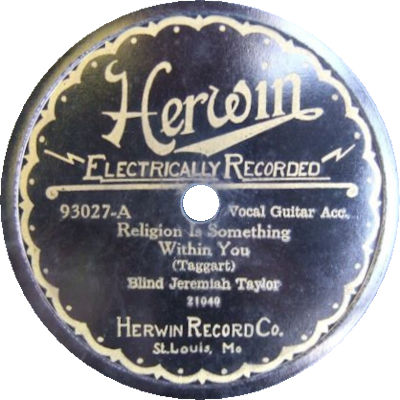 Herwin
ELECTRICALLY RECORDED
93027-A Vocal Guitar Acc.
Religion Is Something
Within You
(Taggart)
Blind Jeremiah Taylor
21040
HERWIN RECORD CO.
St. Louis, Mo